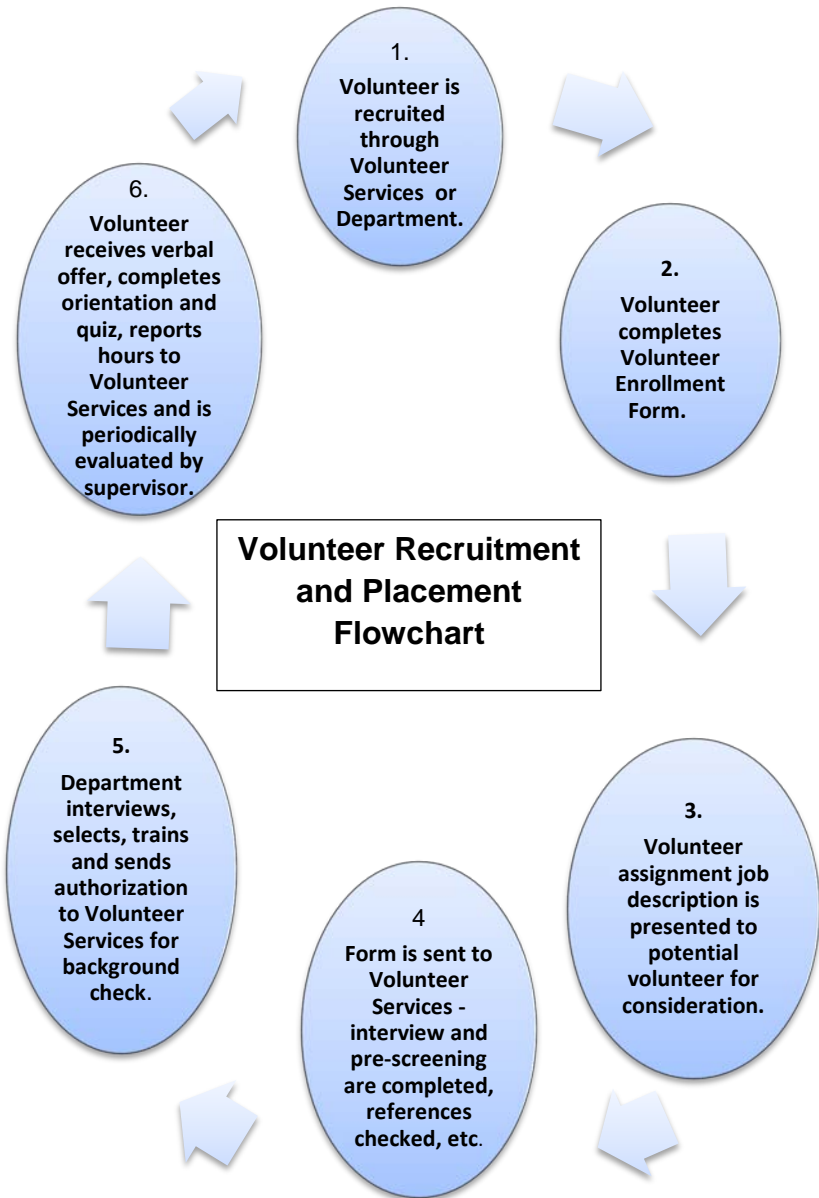 1.
Volunteer is
recruited
through
Volunteer
Services or
Department.
2.
Volunteer
completes
Volunteer
Enrollment
Form.
3.
Volunteer
assignment job
description is
presented to
potential
volunteer for
consideration.
4
Form is sent to
Volunteer
Services -
interview and
pre-screening
are completed,
references
checked, etc.
5.
Department
interviews,
selects, trains
and sends
authorization
to Volunteer
Services for
background
check.
6.
Volunteer
receives verbal
offer, completes
orientation and
quiz, reports
hours to
Volunteer
Services and is
periodically
evaluated by
supervisor.
Volunteer Recruitment
and Placement
Flowchart